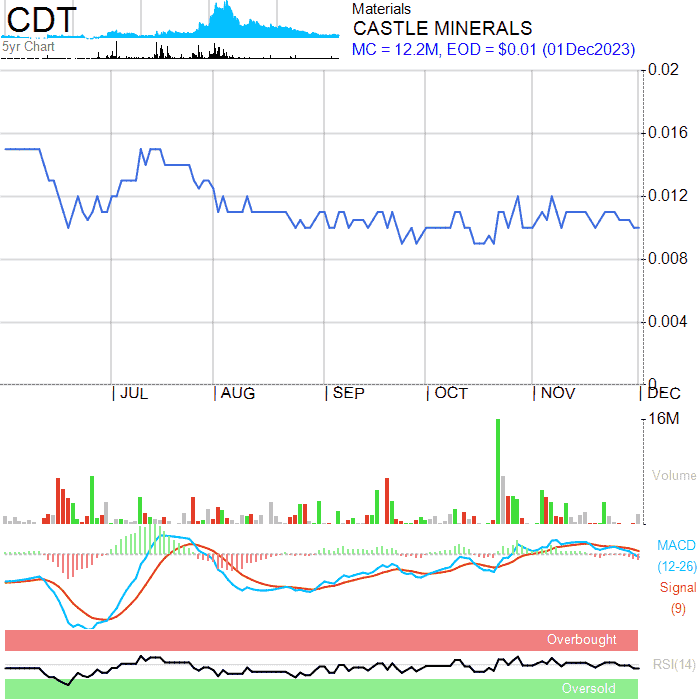 CDT
5yr Chart
Materials
CASTLE MINERALS
MC = 12.2M, EOD = $0.01 (01Dec2023)
0.02
0.016
0.012
0.008
0.004
0
JUL AUG SEP OCT NOV DEC
16M
Volume
MACD
(12-26)
Signal
(9)
Overbought
RSI(14)
Oversold